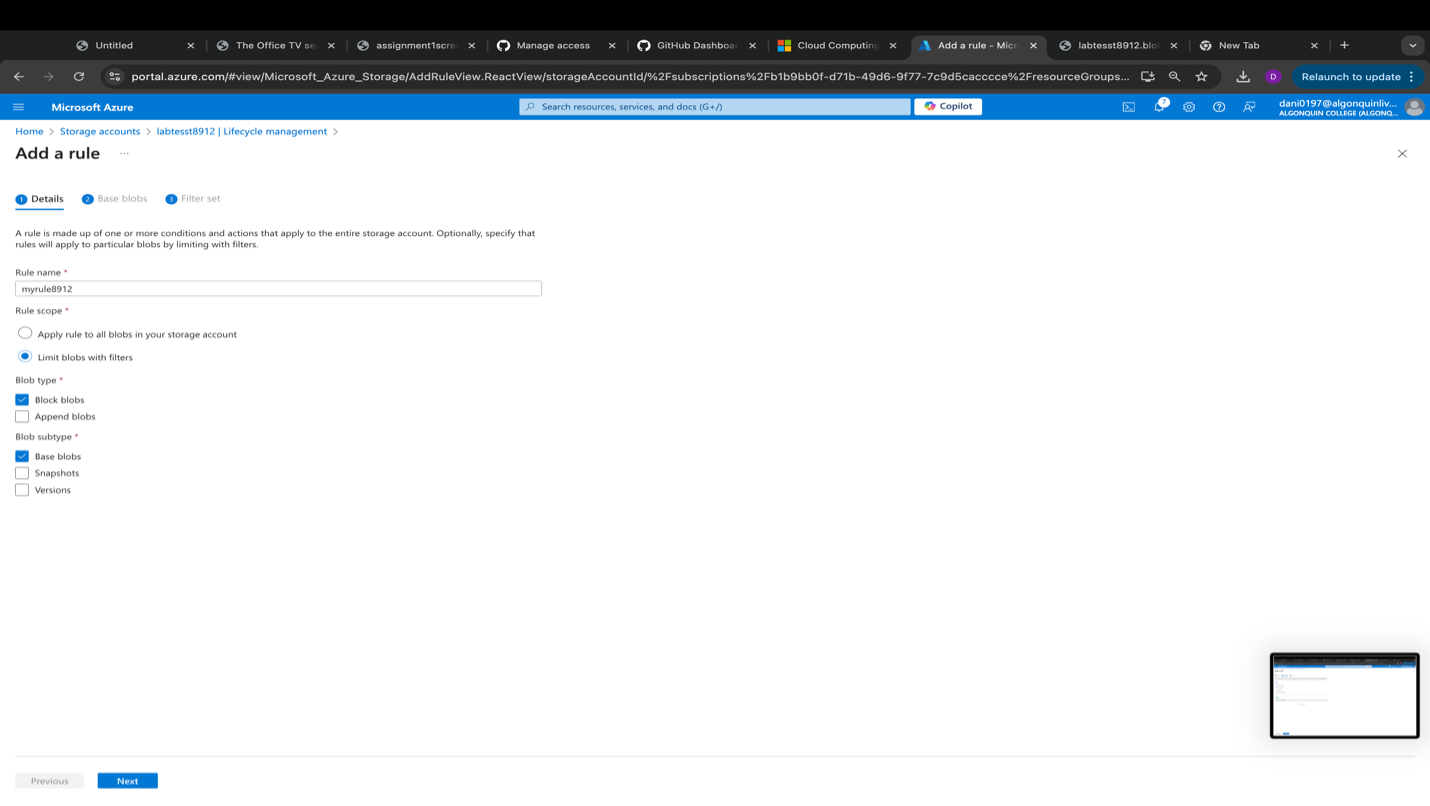 Untitled
The Office TV se
assignment1scre
Manage access
GitHub Dashboar
Cloud Computing
Add a rule - Micr
labtesst8912.blo
New Tab
portal.azure.com/#view/Microsoft_Azure_Storage/AddRuleView.ReactView/storageAccountId/%2Fsubscriptions%2Fb1b9bb0f-d71b-49d6-9f77-7c9d5cacccce%2FresourceGroups...
D
Relaunch to update
Microsoft Azure
Search resources, services, and docs (G+/)
Copilot
7
dani0197@algonquinliv...
ALGONQUIN COLLEGE (ALGONQ...
Home > Storage accounts > labtesst8912 | Lifecycle management >
Add a rule ...
1 Details
2 Base blobs
3 Filter set
A rule is made up of one or more conditions and actions that apply to the entire storage account. Optionally, specify that
rules will apply to particular blobs by limiting with filters.
Rule name *
myrule8912
Rule scope *
Apply rule to all blobs in your storage account
Limit blobs with filters
Blob type *
Block blobs
Append blobs
Blob subtype *
Base blobs
Snapshots
Versions
Previous
Next